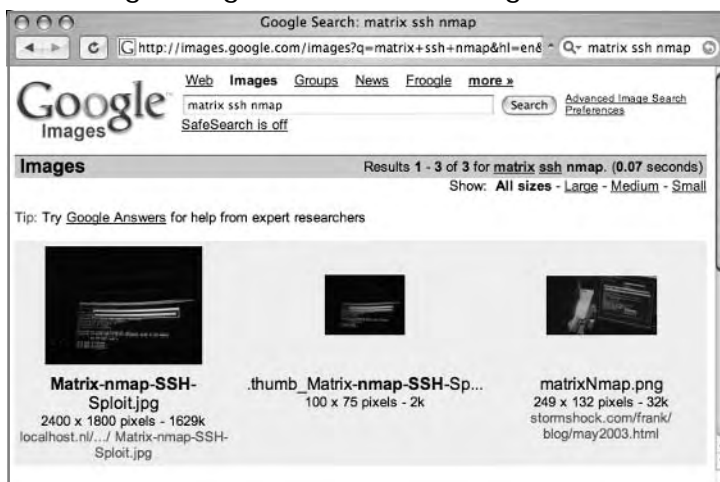 Google Search: matrix ssh nmap
http://images.google.com/images?q=matrix+ssh+nmap&hl=en&
matrix ssh nmap
Google
Images
Web Images Groups News Froogle more »
matrix ssh nmap
Search
Advanced Image Search
Preferences
SafeSearch is off
Images
Results 1 - 3 of 3 for matrix ssh nmap. (0.07 seconds)
Show: All sizes - Large - Medium - Small
Tip: Try Google Answers for help from expert researchers
Matrix-nmap-SSH-
Sploit.jpg
2400 x 1800 pixels - 1629k
localhost.nl/.../ Matrix-nmap-SSH-
Sploit.jpg
.thumb_Matrix-nmap-SSH-Sp...
100 x 75 pixels - 2k
matrixNmap.png
249 x 132 pixels - 32k
stormshock.com/frank/
blog/may2003.html